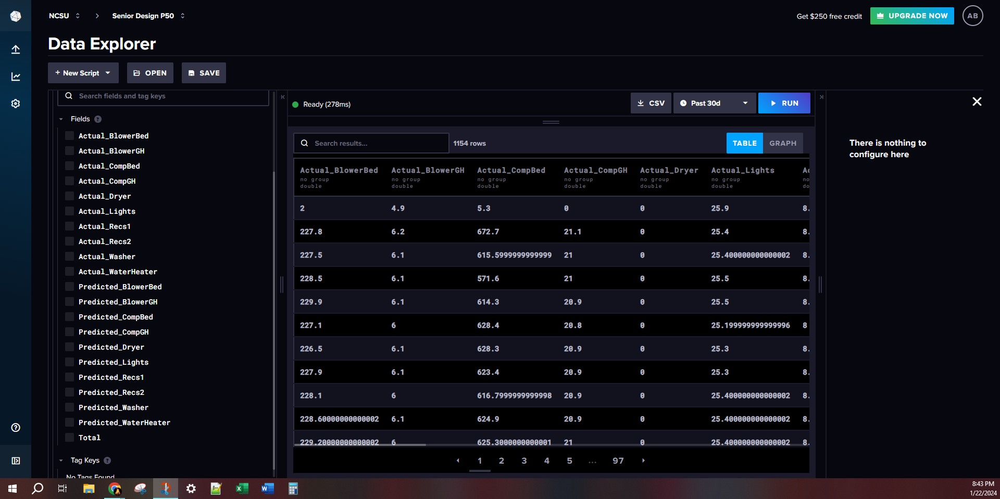 NCSU
Senior Design P50
Get $250 free credit
UPGRADE NOW
AB
Data Explorer
+ New Script
OPEN
SAVE
Search fields and tag keys
Fields
Actual_BlowerBed
Actual_BlowerGH
Actual_CompBed
Actual_CompGH
Actual_Dryer
Actual_Lights
Actual_Recs1
Actual_Recs2
Actual_Washer
Actual_WaterHeater
Predicted_BlowerBed
Predicted_BlowerGH
Predicted_CompBed
Predicted_CompGH
Predicted_Dryer
Predicted_Lights
Predicted_Recs1
Predicted_Recs2
Predicted_Washer
Predicted_WaterHeater
Total
Tag Keys
No Tags Found
Ready (278ms)
CSV
Past 30d
RUN
Search results...
1154 rows
TABLE
GRAPH
Actual_BlowerBed Actual_BlowerGH Actual_CompBed Actual_CompGH Actual_Dryer Actual_Lights Ac
no group no group no group no group no group no group no
double double double double double double do
2 4.9 5.3 0 0 25.9 8.
227.8 6.2 672.7 21.1 0 25.4 8.
227.5 6.1 615.5999999999999 21 0 25.400000000000002 8.
228.5 6.1 571.6 21 0 25.5 8.
229.9 6.1 614.3 20.9 0 25.5 8.
227.1 6 628.4 20.8 0 25.199999999999996 8
226.5 6.1 628.3 20.9 0 25.3 8.
227.9 6.1 623.4 20.9 0 25.3 8.
228.1 6 616.7999999999998 20.9 0 25.400000000000002 8.
228.60000000000002 6.1 624.9 20.9 0 25.400000000000002 8.
229.20000000000002 6 625.3000000000001 21 0 25.400000000000002 8.
1 2 3 4 5 ... 97
There is nothing to
configure here
8:43 PM
1/22/2024